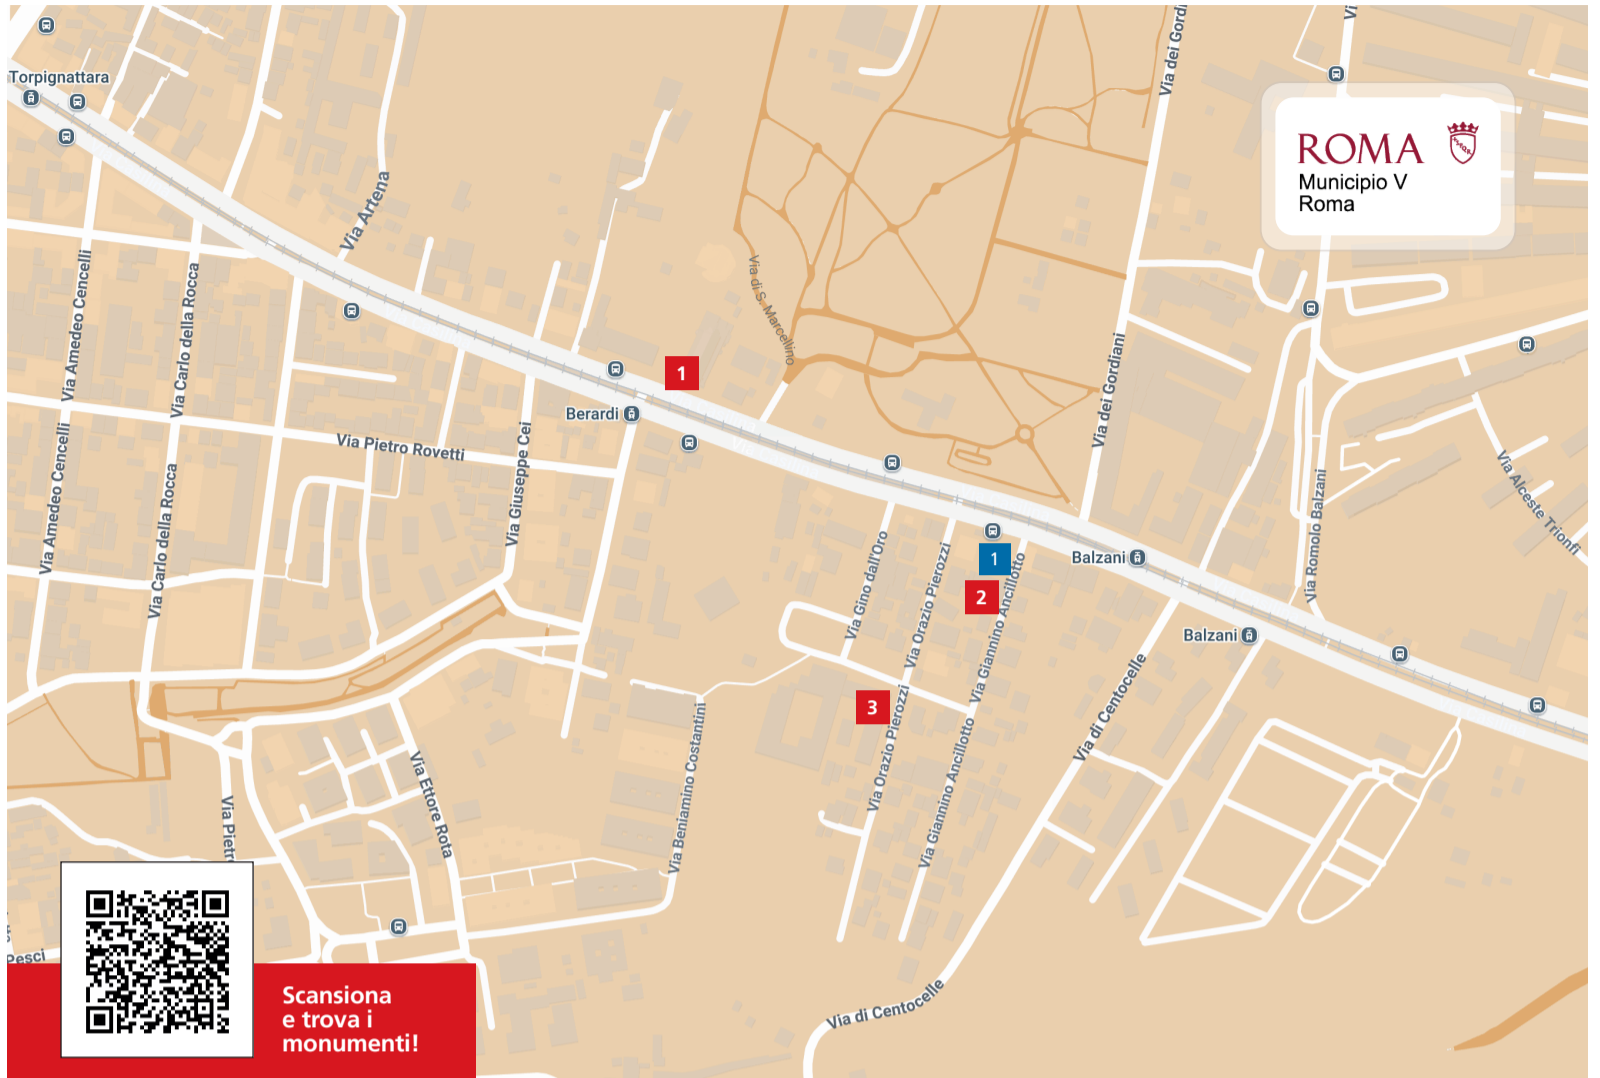 Via dei Gordi
Torpignattara
ROMA
Municipio V
Roma
Via Artena
Via Amedeo Cencelli
Via Carlo della Rocca
Via di S. Marcellino
1
Via dei Gordiani
Berardi
Via Pietro Rovetti
Via Giuseppe Cei
Via Amedeo Cencelli
Via Carlo della Rocca
Via Alceste Trionfi
Via Romolo Balzani
Via Gino dall'Oro
Via Orazio Pierozzi
1
2
Via Giannino Ancillotto
Balzani
Balzani
3
Via Orazio Pierozzi
Via Giannino Ancillotto
Via di Centocelle
Via Beniamino Costantini
Via Ettore Rota
Via Pietro
Pesci
Via di Centocelle
Scansiona
e trova i
monumenti!